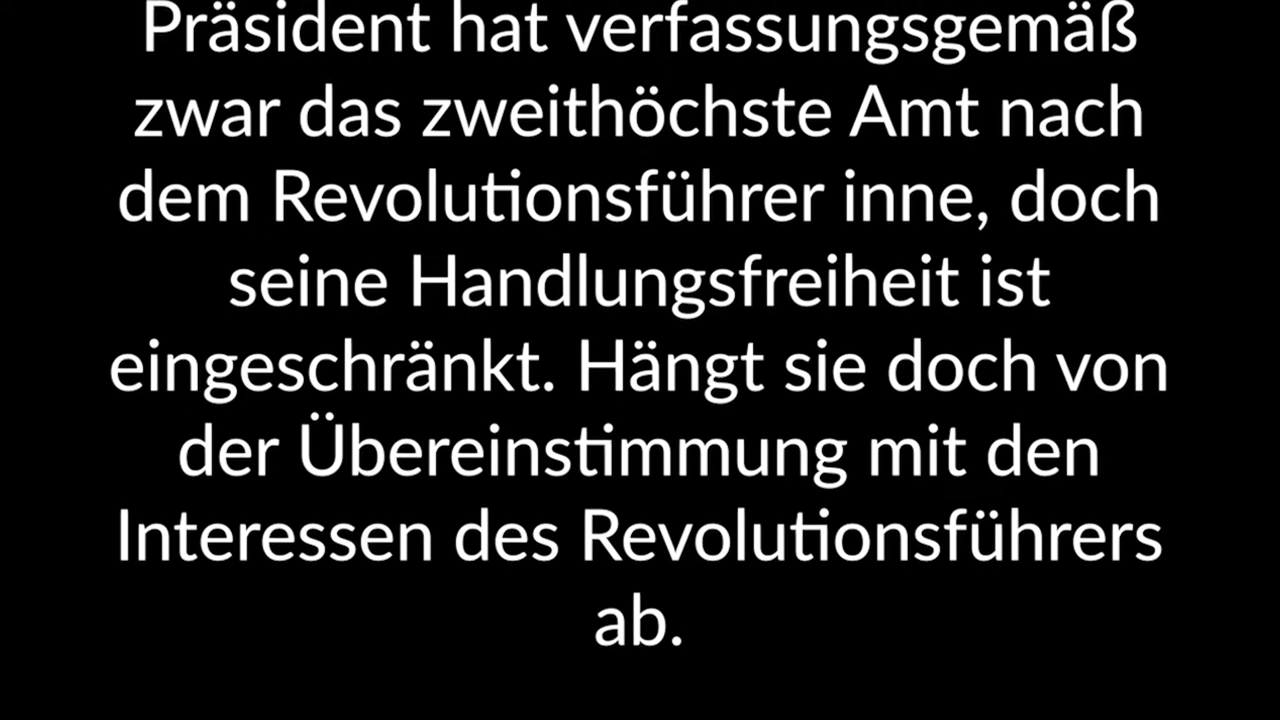 Präsident hat verfassungsgemäß
zwar das zweithöchste Amt nach
dem Revolutionsführer inne, doch
seine Handlungsfreiheit ist
eingeschränkt. Hängt sie doch von
der Übereinstimmung mit den
Interessen des Revolutionsführers
ab.